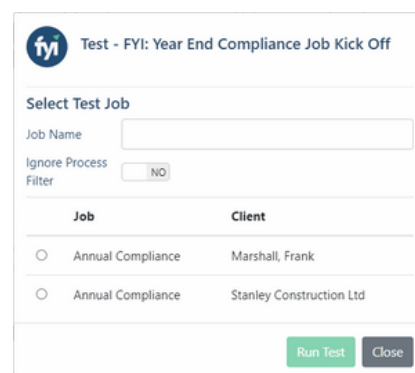 fyi
Test - FYI: Year End Compliance Job Kick Off
Select Test Job
Job Name
Ignore Process
Filter
NO
Job Client
Annual Compliance Marshall, Frank
Annual Compliance Stanley Construction Ltd
Run Test Close